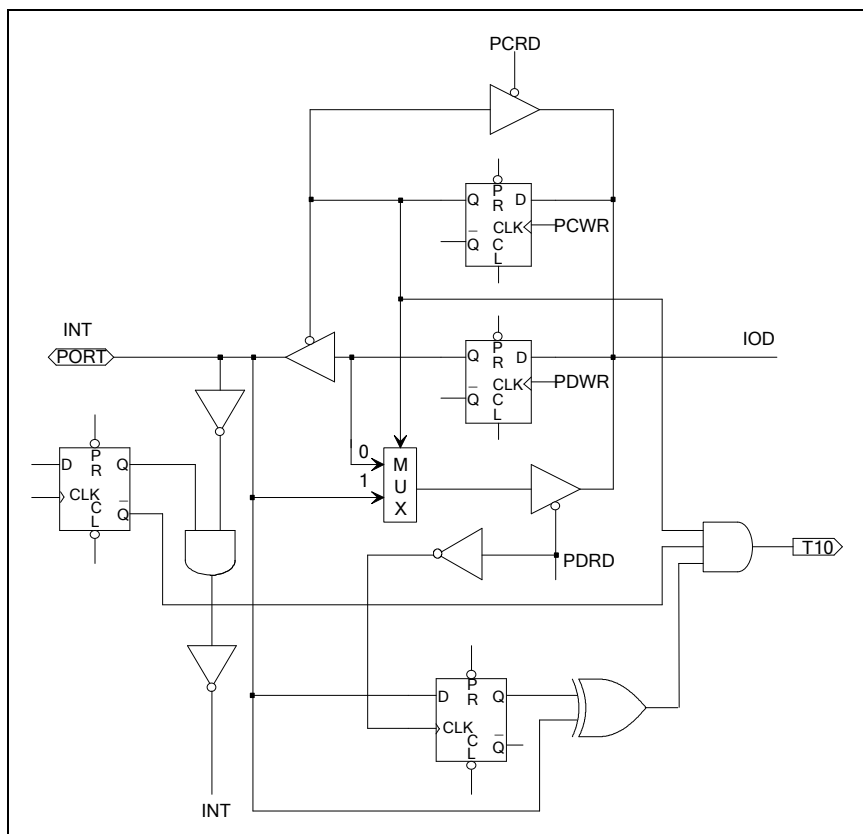 PCRD
P
Q R D
CLK PCWR
Q C
L
INT
PORT
P
Q R D
IOD
CLK PDWR
Q C
L
0 M
1 U
X
P
D R Q
CLK
C Q
L
T10
PDRD
P
D R Q
CLK
C Q
L
INT